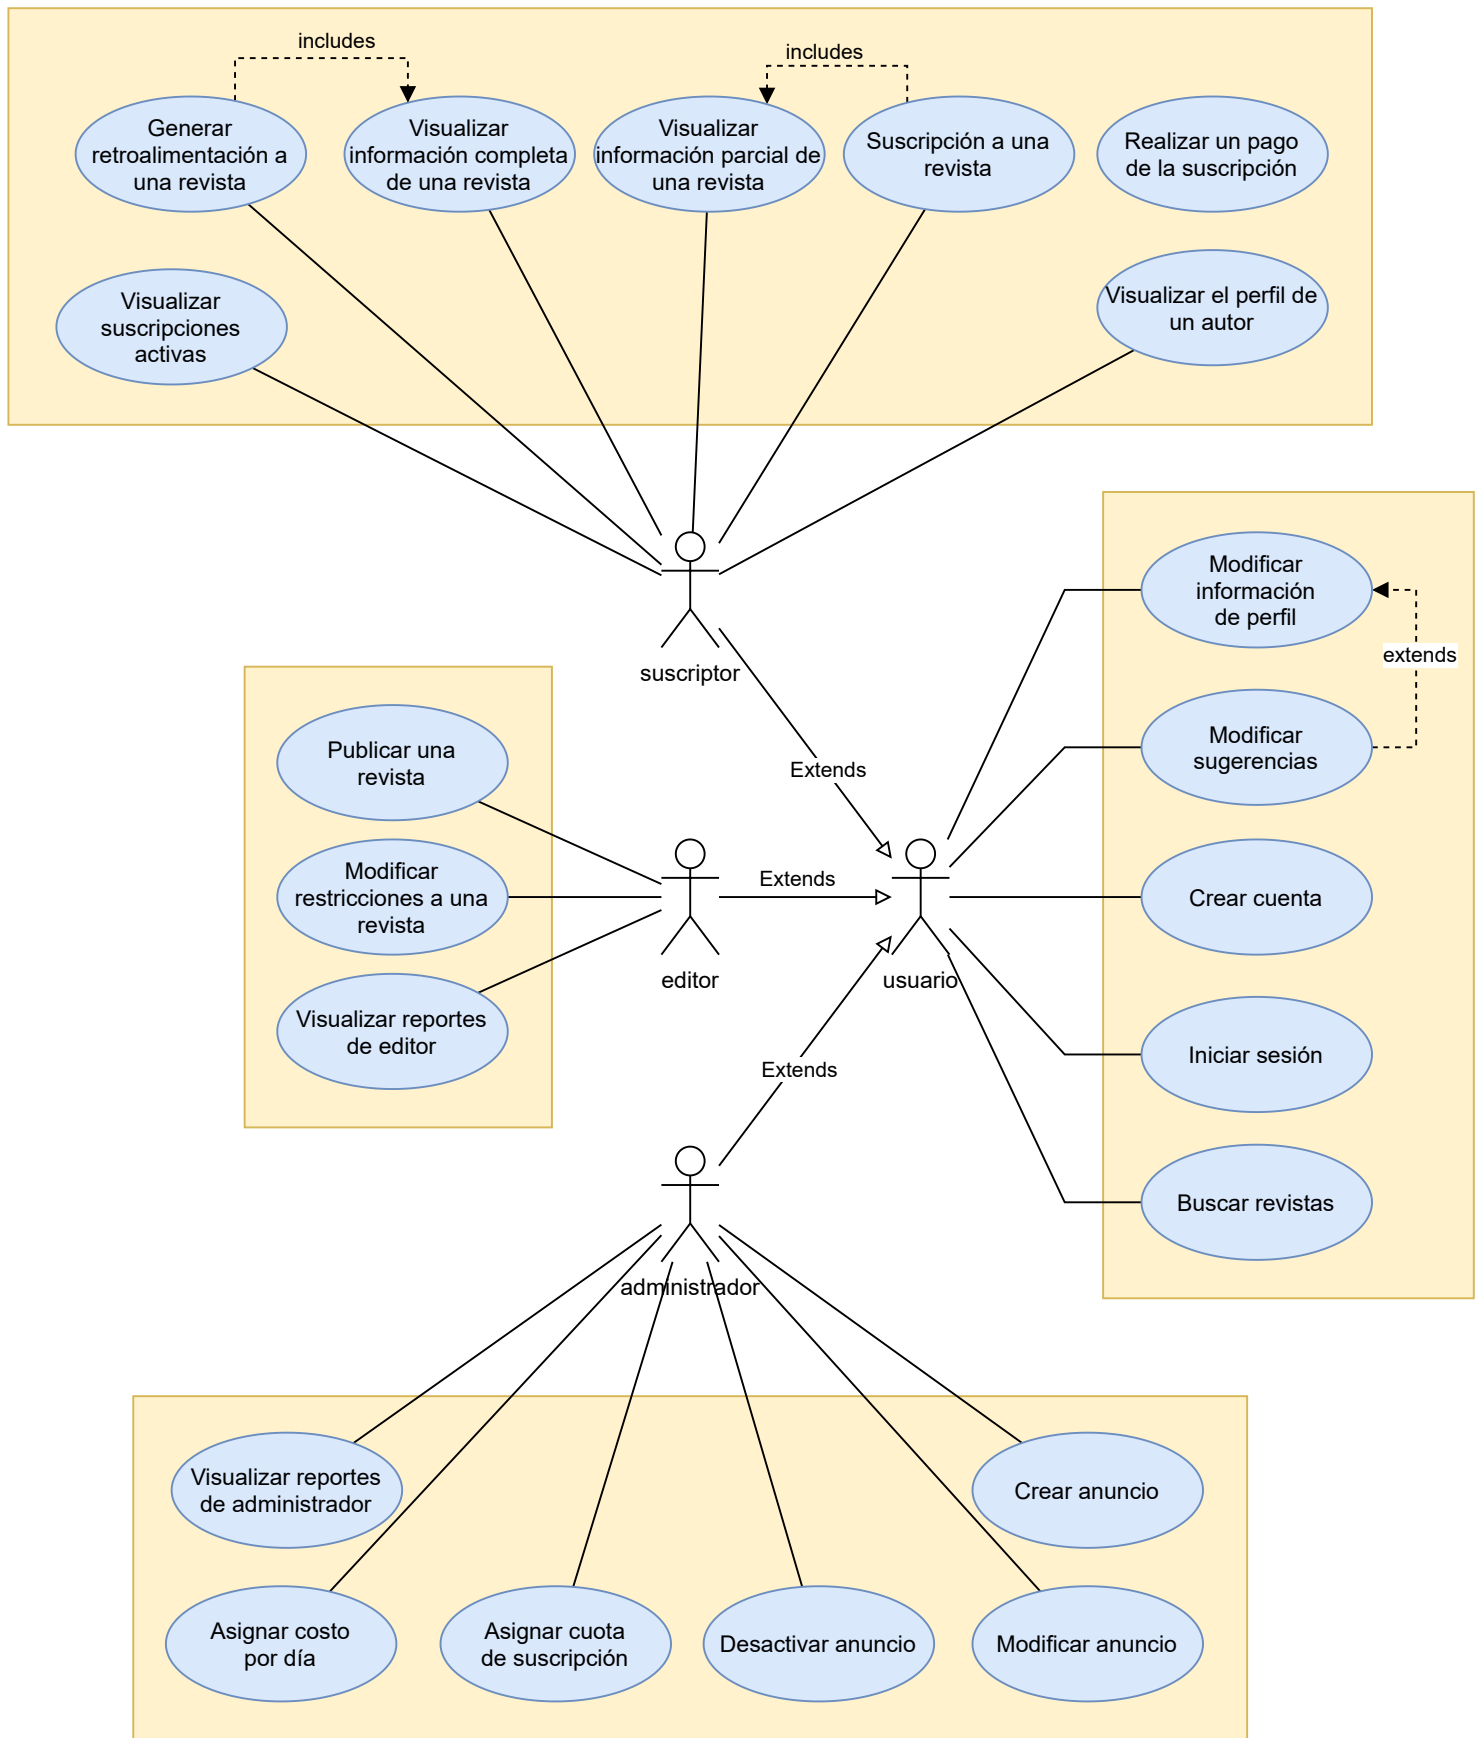 includes
includes
Generar
retroalimentación a
una revista
Visualizar
información completa
de una revista
Visualizar
información parcial de
una revista
Suscripción a una
revista
Realizar un pago
de la suscripción
Visualizar
suscripciones
activas
Visualizar el perfil de
un autor
suscriptor
Modificar
información
de perfil
extends
Modificar
sugerencias
Crear cuenta
Iniciar sesión
Buscar revistas
Extends
Extends
Extends
Publicar una
revista
Modificar
restricciones a una
revista
Visualizar reportes
de editor
editor
usuario
administrador
Visualizar reportes
de administrador
Crear anuncio
Asignar costo
por día
Asignar cuota
de suscripción
Desactivar anuncio
Modificar anuncio